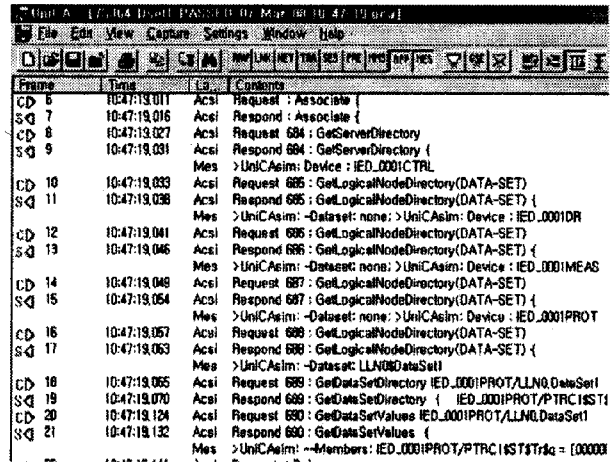 File Edit View Capture Settings Window Help
Frame Time La... Contents
CD 6 10:47:19,011 Acsi Request : Associate {
7 10:47:19,016 Acsi Respond : Associate {
CD 8 10:47:19,027 Acsi Request 684 : GetServerDirectory
9 10:47:19,031 Acsi Respond 684 : GetServerDirectory {
Mes >UniCAsim: Device : IED_0001CTRL
CD 10 10:47:19,033 Acsi Request 685 : GetLogicalNodeDirectory(DATA-SET)
11 10:47:19,038 Acsi Respond 685 : GetLogicalNodeDirectory(DATA-SET) {
Mes >UniCAsim: -Dataset: none; >UniCAsim: Device : IED_0001DR
CD 12 10:47:19,041 Acsi Request 686 : GetLogicalNodeDirectory(DATA-SET)
13 10:47:19,046 Acsi Respond 686 : GetLogicalNodeDirectory(DATA-SET) {
Mes >UniCAsim: -Dataset: none; >UniCAsim: Device : IED_0001MEAS
CD 14 10:47:19,049 Acsi Request 687 : GetLogicalNodeDirectory(DATA-SET)
15 10:47:19,054 Acsi Respond 687 : GetLogicalNodeDirectory(DATA-SET) {
Mes >UniCAsim: -Dataset: none; >UniCAsim: Device : IED_0001PROT
CD 16 10:47:19,057 Acsi Request 688 : GetLogicalNodeDirectory(DATA-SET)
17 10:47:19,063 Acsi Respond 688 : GetLogicalNodeDirectory(DATA-SET) {
Mes >UniCAsim: -Dataset: LLN0$DataSet1
CD 18 10:47:19,065 Acsi Request 689 : GetDataSetDirectory IED_0001PROT/LLN0.DataSet1
19 10:47:19,070 Acsi Respond 689 : GetDataSetDirectory { IED_0001PROT/PTRC1$ST1
CD 20 10:47:19,124 Acsi Request 690 : GetDataSetValues IED_0001PROT/LLN0.DataSet1
21 10:47:19,132 Acsi Respond 690 : GetDataSetValues {
Mes >UniCAsim: --Members: IED_0001PROT/PTRC1$ST$Tr$q = [00000